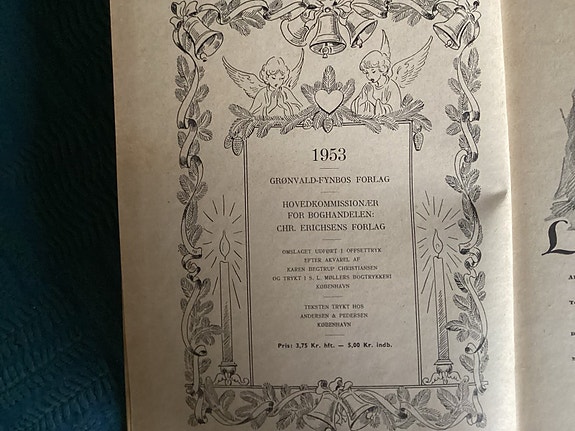 1953
GRØNVALD-FYNBOS FORLAG
HOVEDKOMMISSIONÆR
FOR BOGHANDELEN:
CHR. ERICHSENS FORLAG
OMSLAGET UDFØRT I OFFSETTRYK
EFTER AKVAREL AF
KAREN BEGTRUP CHRISTIANSEN
OG TRYKT I S. L. MØLLERS BOGTRYKKERI
KØBENHAVN
TEKSTEN TRYKT HOS
ANDERSEN & PEDERSEN
KØBENHAVN
Pris: 3,75 Kr. hft. — 5,00 Kr. indb.